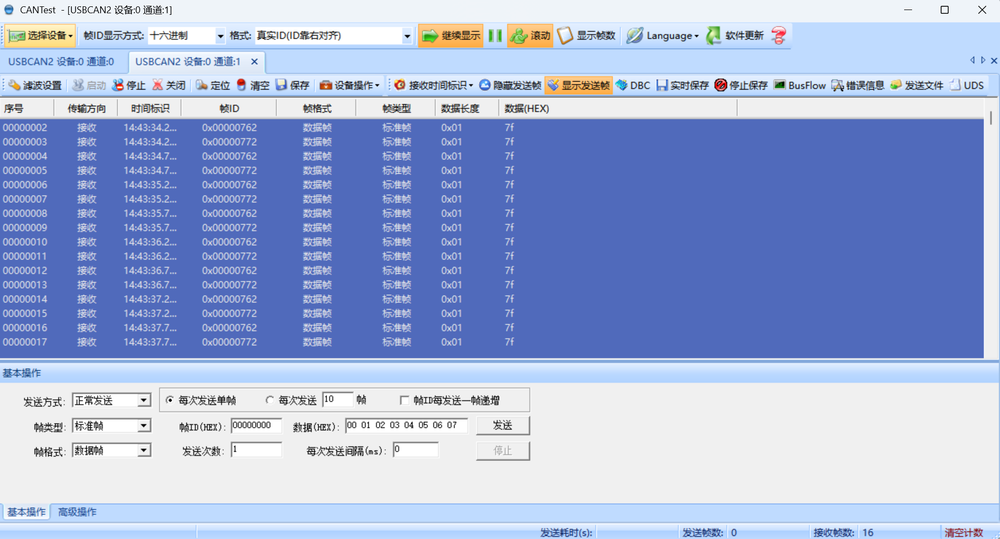 CANTest - [USBCAN2 设备:0 通道:1]
选择设备 帧ID显示方式: 十六进制 格式: 真实ID(ID靠右对齐) 继续显示 滚动 显示帧数 Language 软件更新
USBCAN2 设备:0 通道:0 USBCAN2 设备:0 通道:1
滤波设置 启动 停止 关闭 定位 清空 保存 设备操作 接收时间标识 隐藏发送帧 显示发送帧 DBC 实时保存 停止保存 BusFlow 错误信息 发送文件 UDS
序号 传输方向 时间标识 帧ID 帧格式 帧类型 数据长度 数据(HEX)
00000002 接收 14:43:34.2... 0x00000762 数据帧 标准帧 0x01 7f
00000003 接收 14:43:34.2... 0x00000772 数据帧 标准帧 0x01 7f
00000004 接收 14:43:34.7... 0x00000762 数据帧 标准帧 0x01 7f
00000005 接收 14:43:34.7... 0x00000772 数据帧 标准帧 0x01 7f
00000006 接收 14:43:35.2... 0x00000762 数据帧 标准帧 0x01 7f
00000007 接收 14:43:35.2... 0x00000772 数据帧 标准帧 0x01 7f
00000008 接收 14:43:35.7... 0x00000762 数据帧 标准帧 0x01 7f
00000009 接收 14:43:35.7... 0x00000772 数据帧 标准帧 0x01 7f
00000010 接收 14:43:36.2... 0x00000762 数据帧 标准帧 0x01 7f
00000011 接收 14:43:36.2... 0x00000772 数据帧 标准帧 0x01 7f
00000012 接收 14:43:36.7... 0x00000762 数据帧 标准帧 0x01 7f
00000013 接收 14:43:36.7... 0x00000772 数据帧 标准帧 0x01 7f
00000014 接收 14:43:37.2... 0x00000762 数据帧 标准帧 0x01 7f
00000015 接收 14:43:37.2... 0x00000772 数据帧 标准帧 0x01 7f
00000016 接收 14:43:37.7... 0x00000762 数据帧 标准帧 0x01 7f
00000017 接收 14:43:37.7... 0x00000772 数据帧 标准帧 0x01 7f
基本操作
发送方式: 正常发送 每次发送单帧 每次发送 10 帧 帧ID每发送一帧递增
帧类型: 标准帧 帧ID(HEX): 00000000 数据(HEX): 00 01 02 03 04 05 06 07 发送
帧格式: 数据帧 发送次数: 1 每次发送间隔(ms): 0 停止
基本操作 高级操作
发送耗时(s): 发送帧数: 0 接收帧数: 16 清空计数